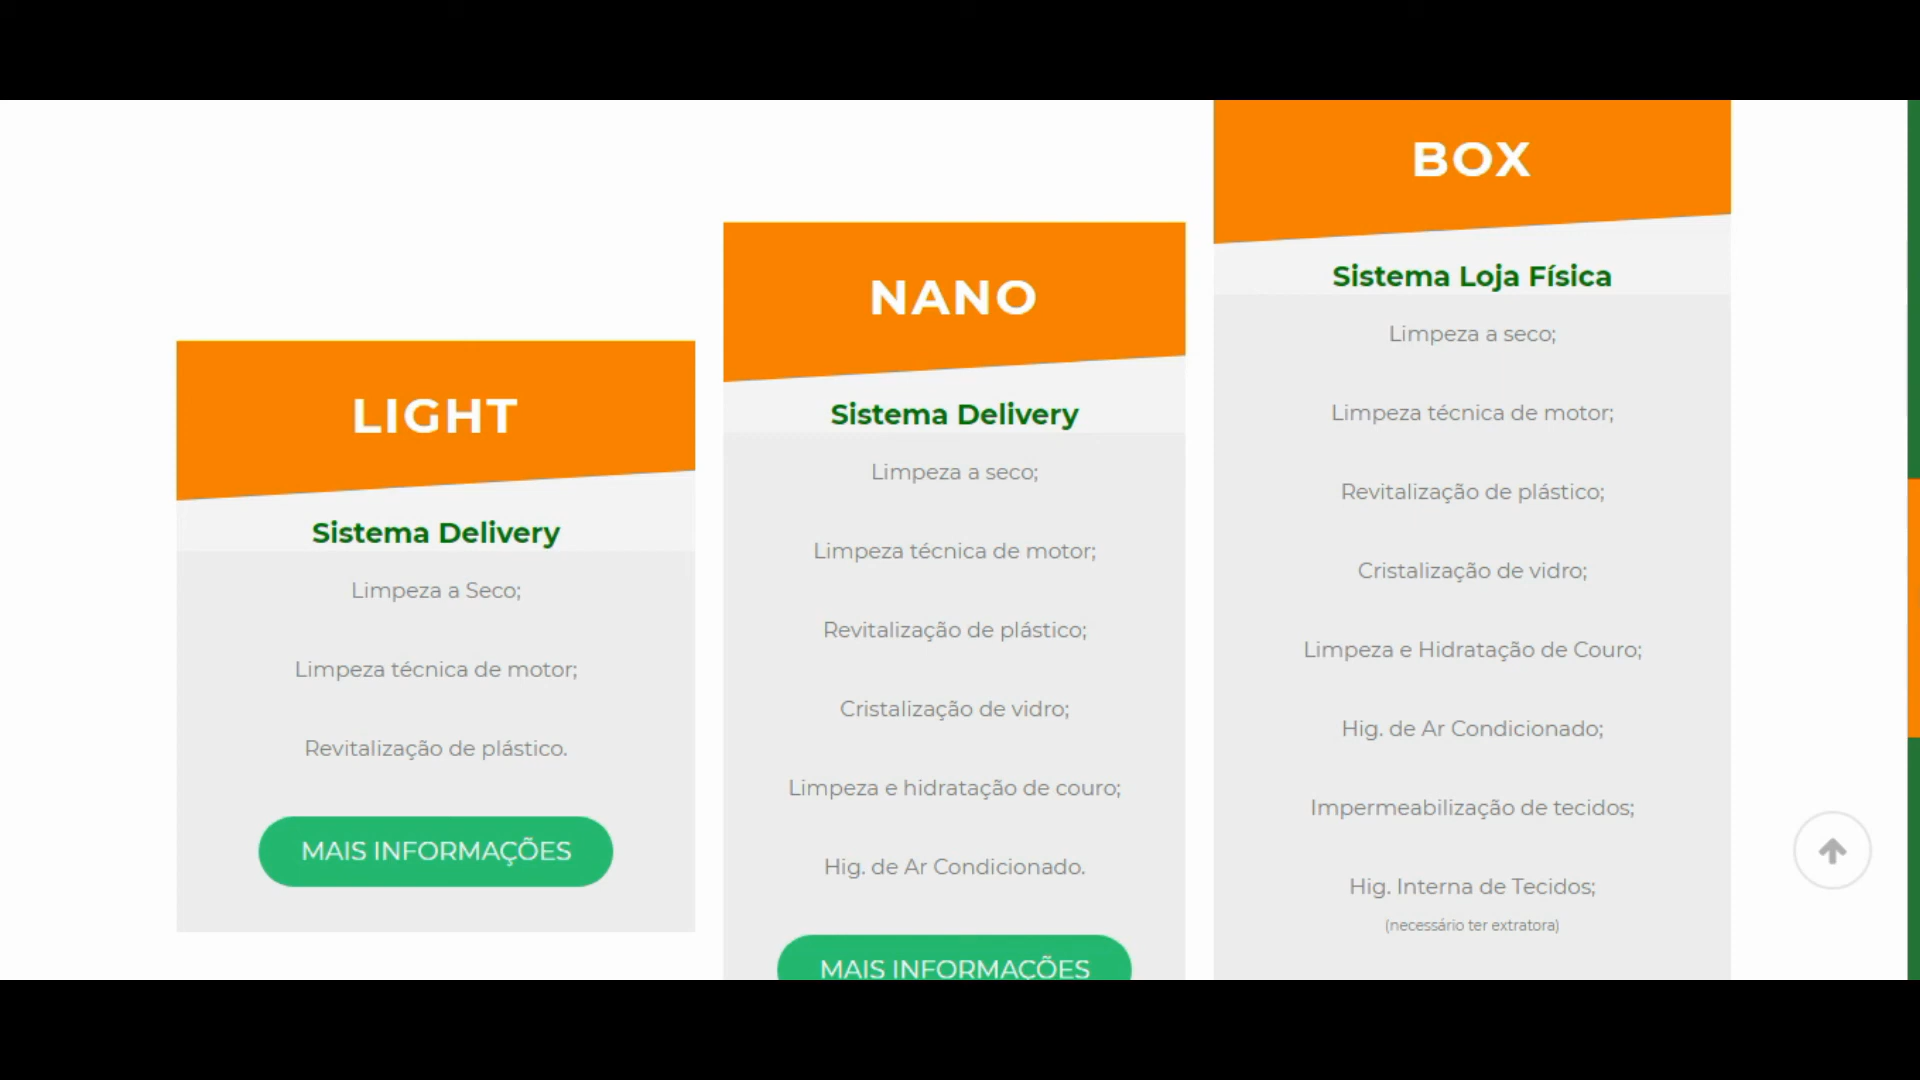 LIGHT
Sistema Delivery
Limpeza a Seco;
Limpeza técnica de motor;
Revitalização de plástico.
MAIS INFORMAÇÕES
NANO
Sistema Delivery
Limpeza a seco;
Limpeza técnica de motor;
Revitalização de plástico;
Cristalização de vidro;
Limpeza e hidratação de couro;
Hig. de Ar Condicionado.
MAIS INFORMAÇÕES
BOX
Sistema Loja Física
Limpeza a seco;
Limpeza técnica de motor;
Revitalização de plástico;
Cristalização de vidro;
Limpeza e Hidratação de Couro;
Hig. de Ar Condicionado;
Impermeabilização de tecidos;
Hig. Interna de Tecidos;
(necessário ter extratora)